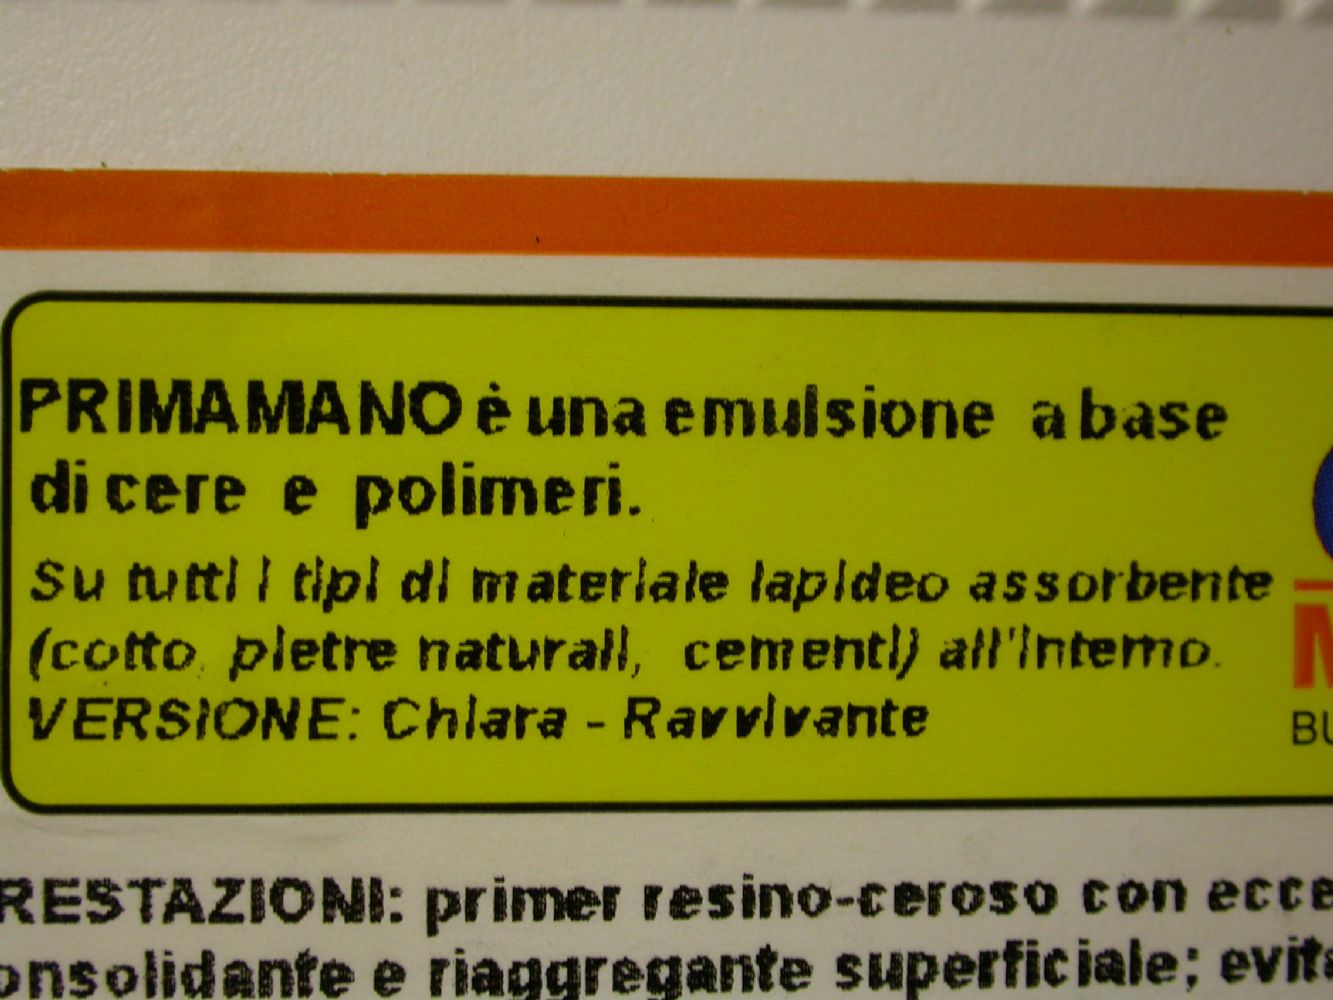 PRIMAMANO è una emulsione a base
di cere e polimeri.
Su tutti i tipi di materiale lapideo assorbente
(cotto, pietre naturali, cementi) all'interno.
VERSIONE: Chiara - Ravvivante
RESTAZIONI: primer resino-ceroso con ecce
onsolidante e riaggregante superficiale; evita
M
BU